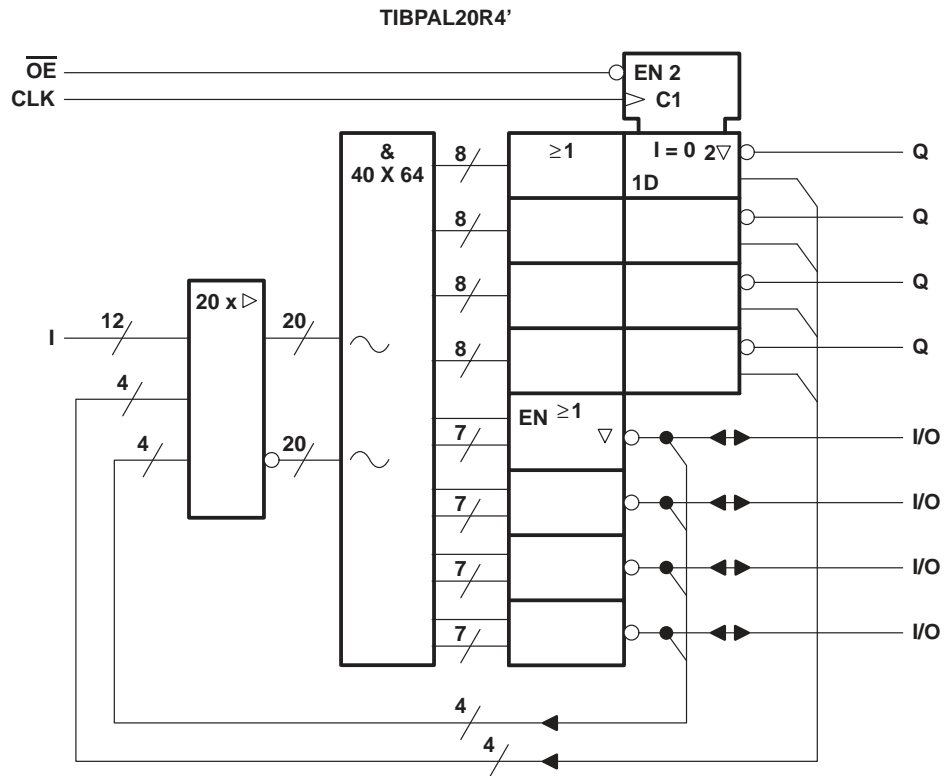 TIBPAL20R4’
OE
EN 2
CLK
C1
&
40 X 64
8
≥1
I = 0 2▽
Q
1D
8
Q
8
Q
20 x ▷
I
12
20
8
Q
4
EN ≥1
▽
7
I/O
4
20
7
I/O
7
I/O
7
I/O
4
4